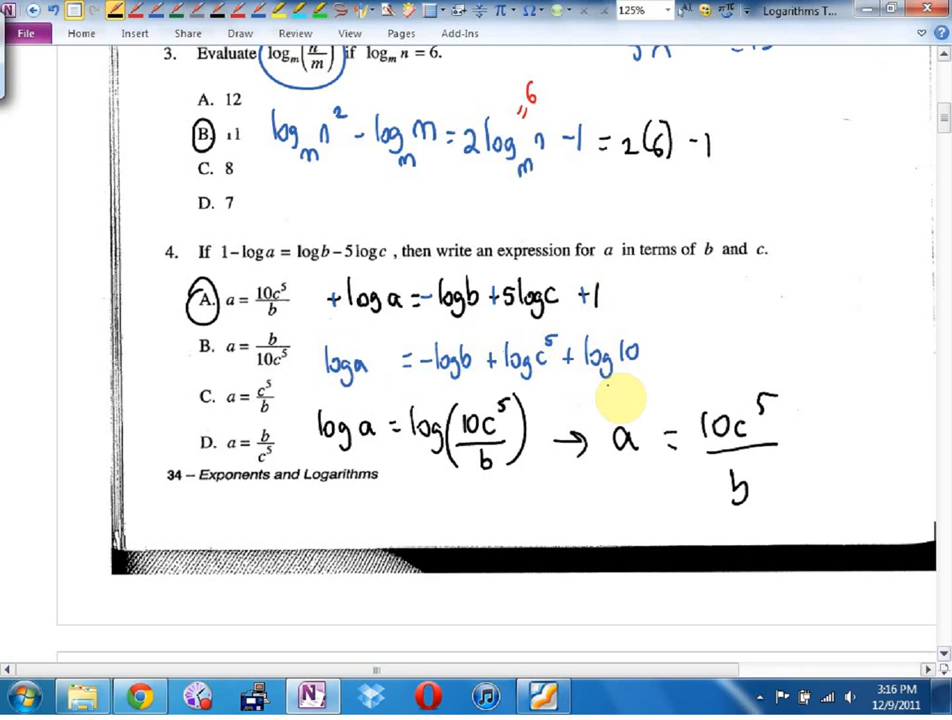 125%
Logarithms T...
File Home Insert Share Draw Review View Pages Add-Ins
3. Evaluate log_m (n²/m) if log_m n = 6.
A. 12
B. 11
C. 8
D. 7
6
"
log_m n² - log_m m = 2 log_m n - 1 = 2(6) - 1
4. If 1 − log a = log b − 5 log c , then write an expression for a in terms of b and c.
A. a = 10c⁵/b
+log a = -log b + 5 log c + 1
B. a = b/10c⁵
log a = -log b + log c⁵ + log 10
C. a = c⁵/b
log a = log(10c⁵/b) → a = 10c⁵/b
D. a = b/c⁵
34 – Exponents and Logarithms
3:16 PM
12/9/2011